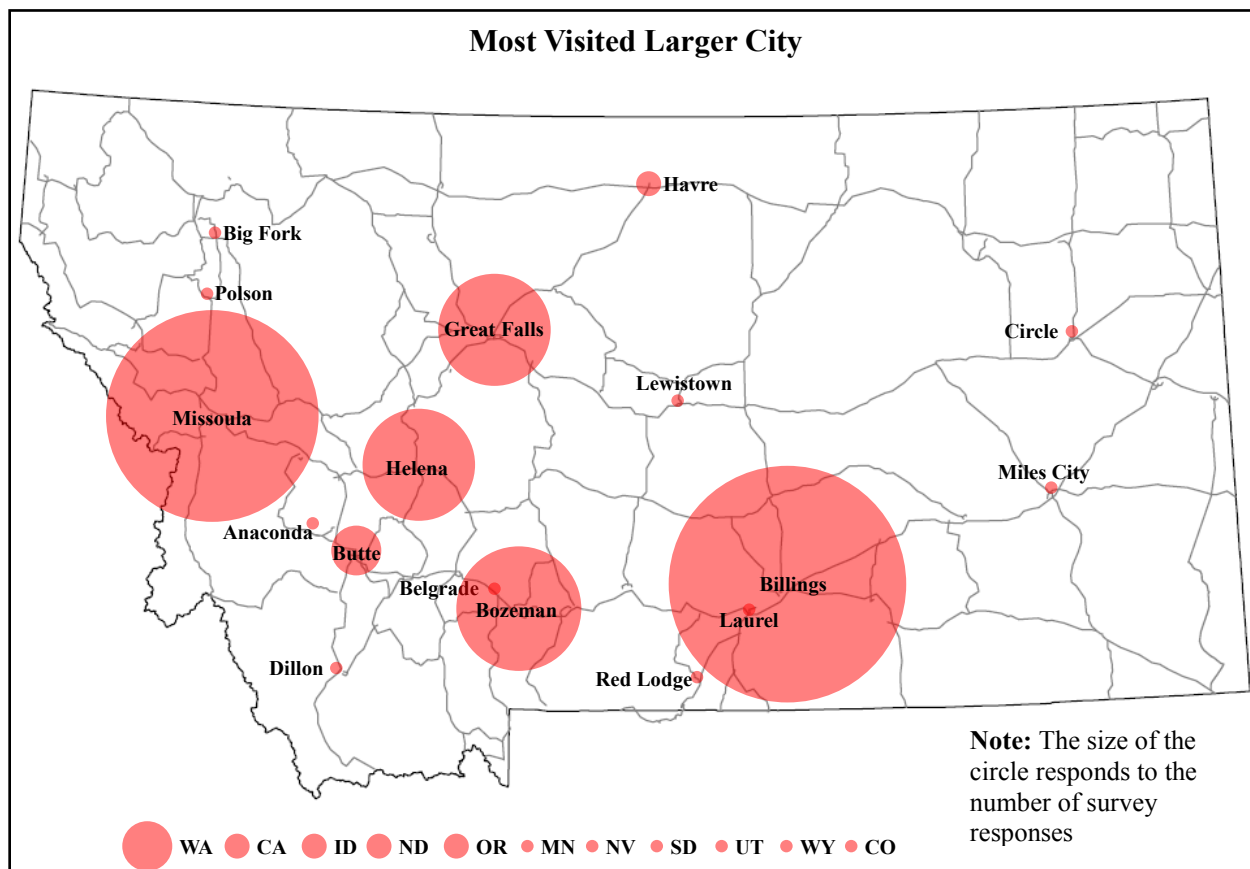 Most Visited Larger City
Havre
Big Fork
Polson
Great Falls
Circle
Lewistown
Missoula
Helena
Miles City
Anaconda
Butte
Billings
Belgrade
Bozeman
Laurel
Dillon
Red Lodge
Note: The size of the
circle responds to the
number of survey
responses
WA CA ID ND OR MN NV SD UT WY CO